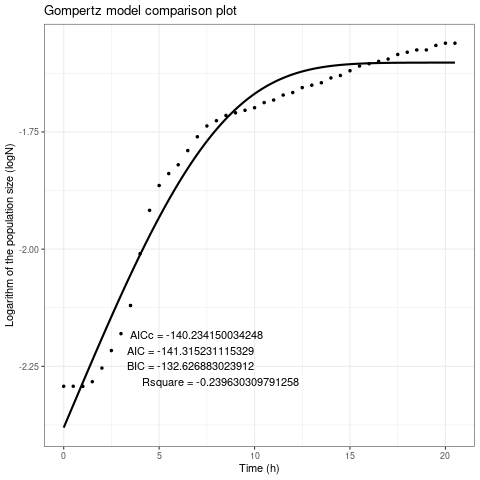 Gompertz model comparison plot
Logarithm of the population size (logN)
-1.75
-2.00
-2.25
AICc = -140.234150034248
AIC = -141.315231115329
BIC = -132.626883023912
Rsquare = -0.239630309791258
0 5 10 15 20
Time (h)